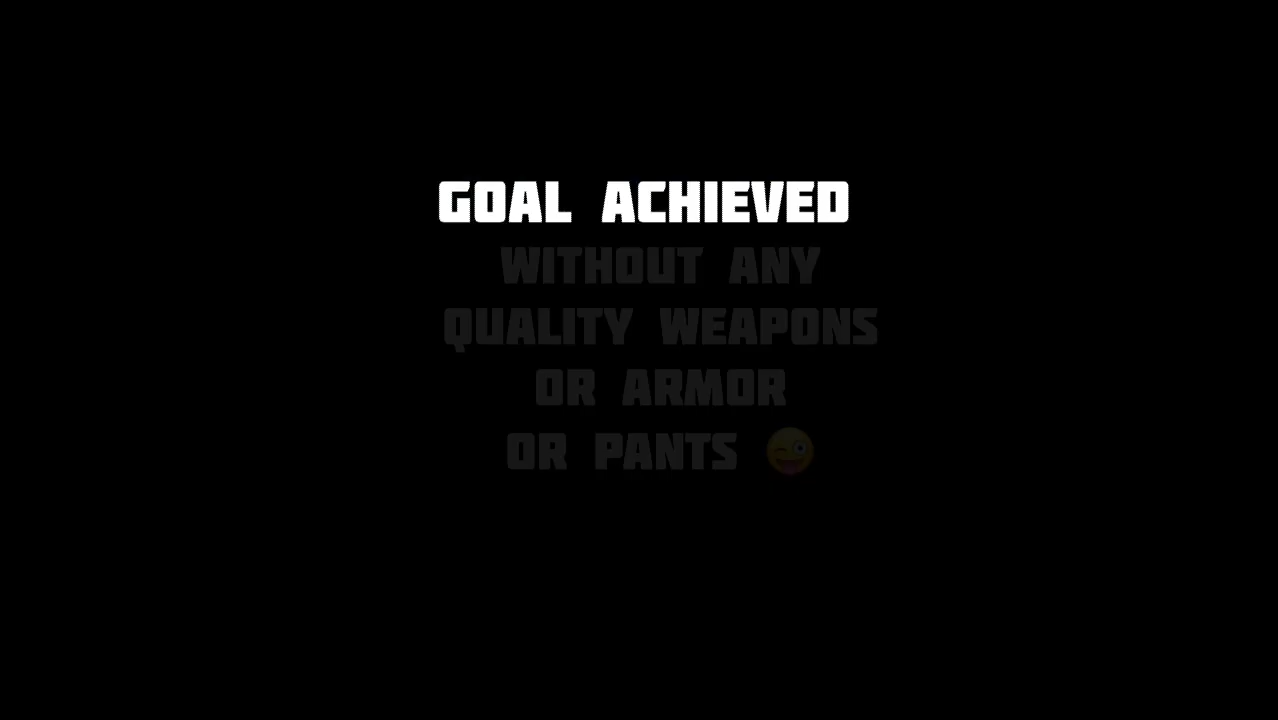 GOAL ACHIEVED
WITHOUT ANY
QUALITY WEAPONS
OR ARMOR
OR PANTS 😜